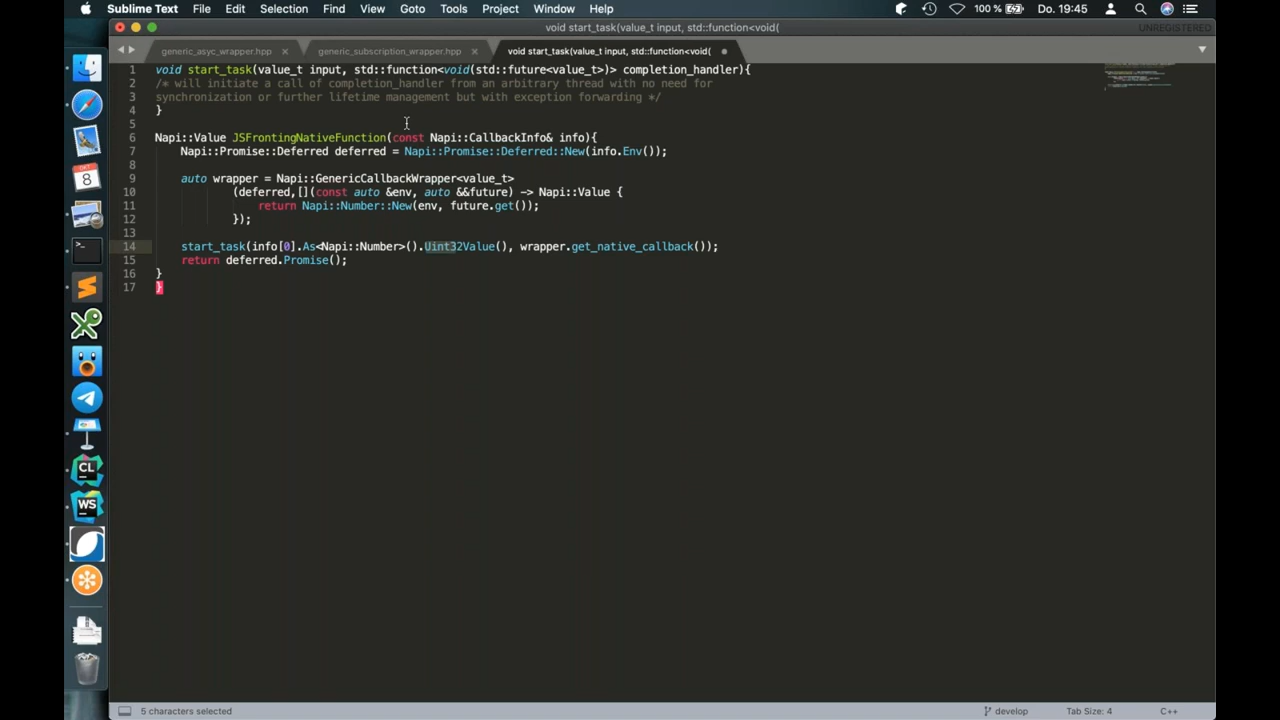 Sublime Text File Edit Selection Find View Goto Tools Project Window Help 100 % Do. 19:45
void start_task(value_t input, std::function<void( UNREGISTERED
generic_asyc_wrapper.hpp generic_subscription_wrapper.hpp void start_task(value_t input, std::function<void(
1 void start_task(value_t input, std::function<void(std::future<value_t>)> completion_handler){
2 /* will initiate a call of completion_handler from an arbitrary thread with no need for
3 synchronization or further lifetime management but with exception forwarding */
4 }
5
6 Napi::Value JSFrontingNativeFunction(const Napi::CallbackInfo& info){
7 Napi::Promise::Deferred deferred = Napi::Promise::Deferred::New(info.Env());
8
9 auto wrapper = Napi::GenericCallbackWrapper<value_t>
10 (deferred,[](const auto &env, auto &&future) -> Napi::Value {
11 return Napi::Number::New(env, future.get());
12 });
13
14 start_task(info[0].As<Napi::Number>().Uint32Value(), wrapper.get_native_callback());
15 return deferred.Promise();
16 }
17 }
OKT
8
CL
WS
5 characters selected develop Tab Size: 4 C++